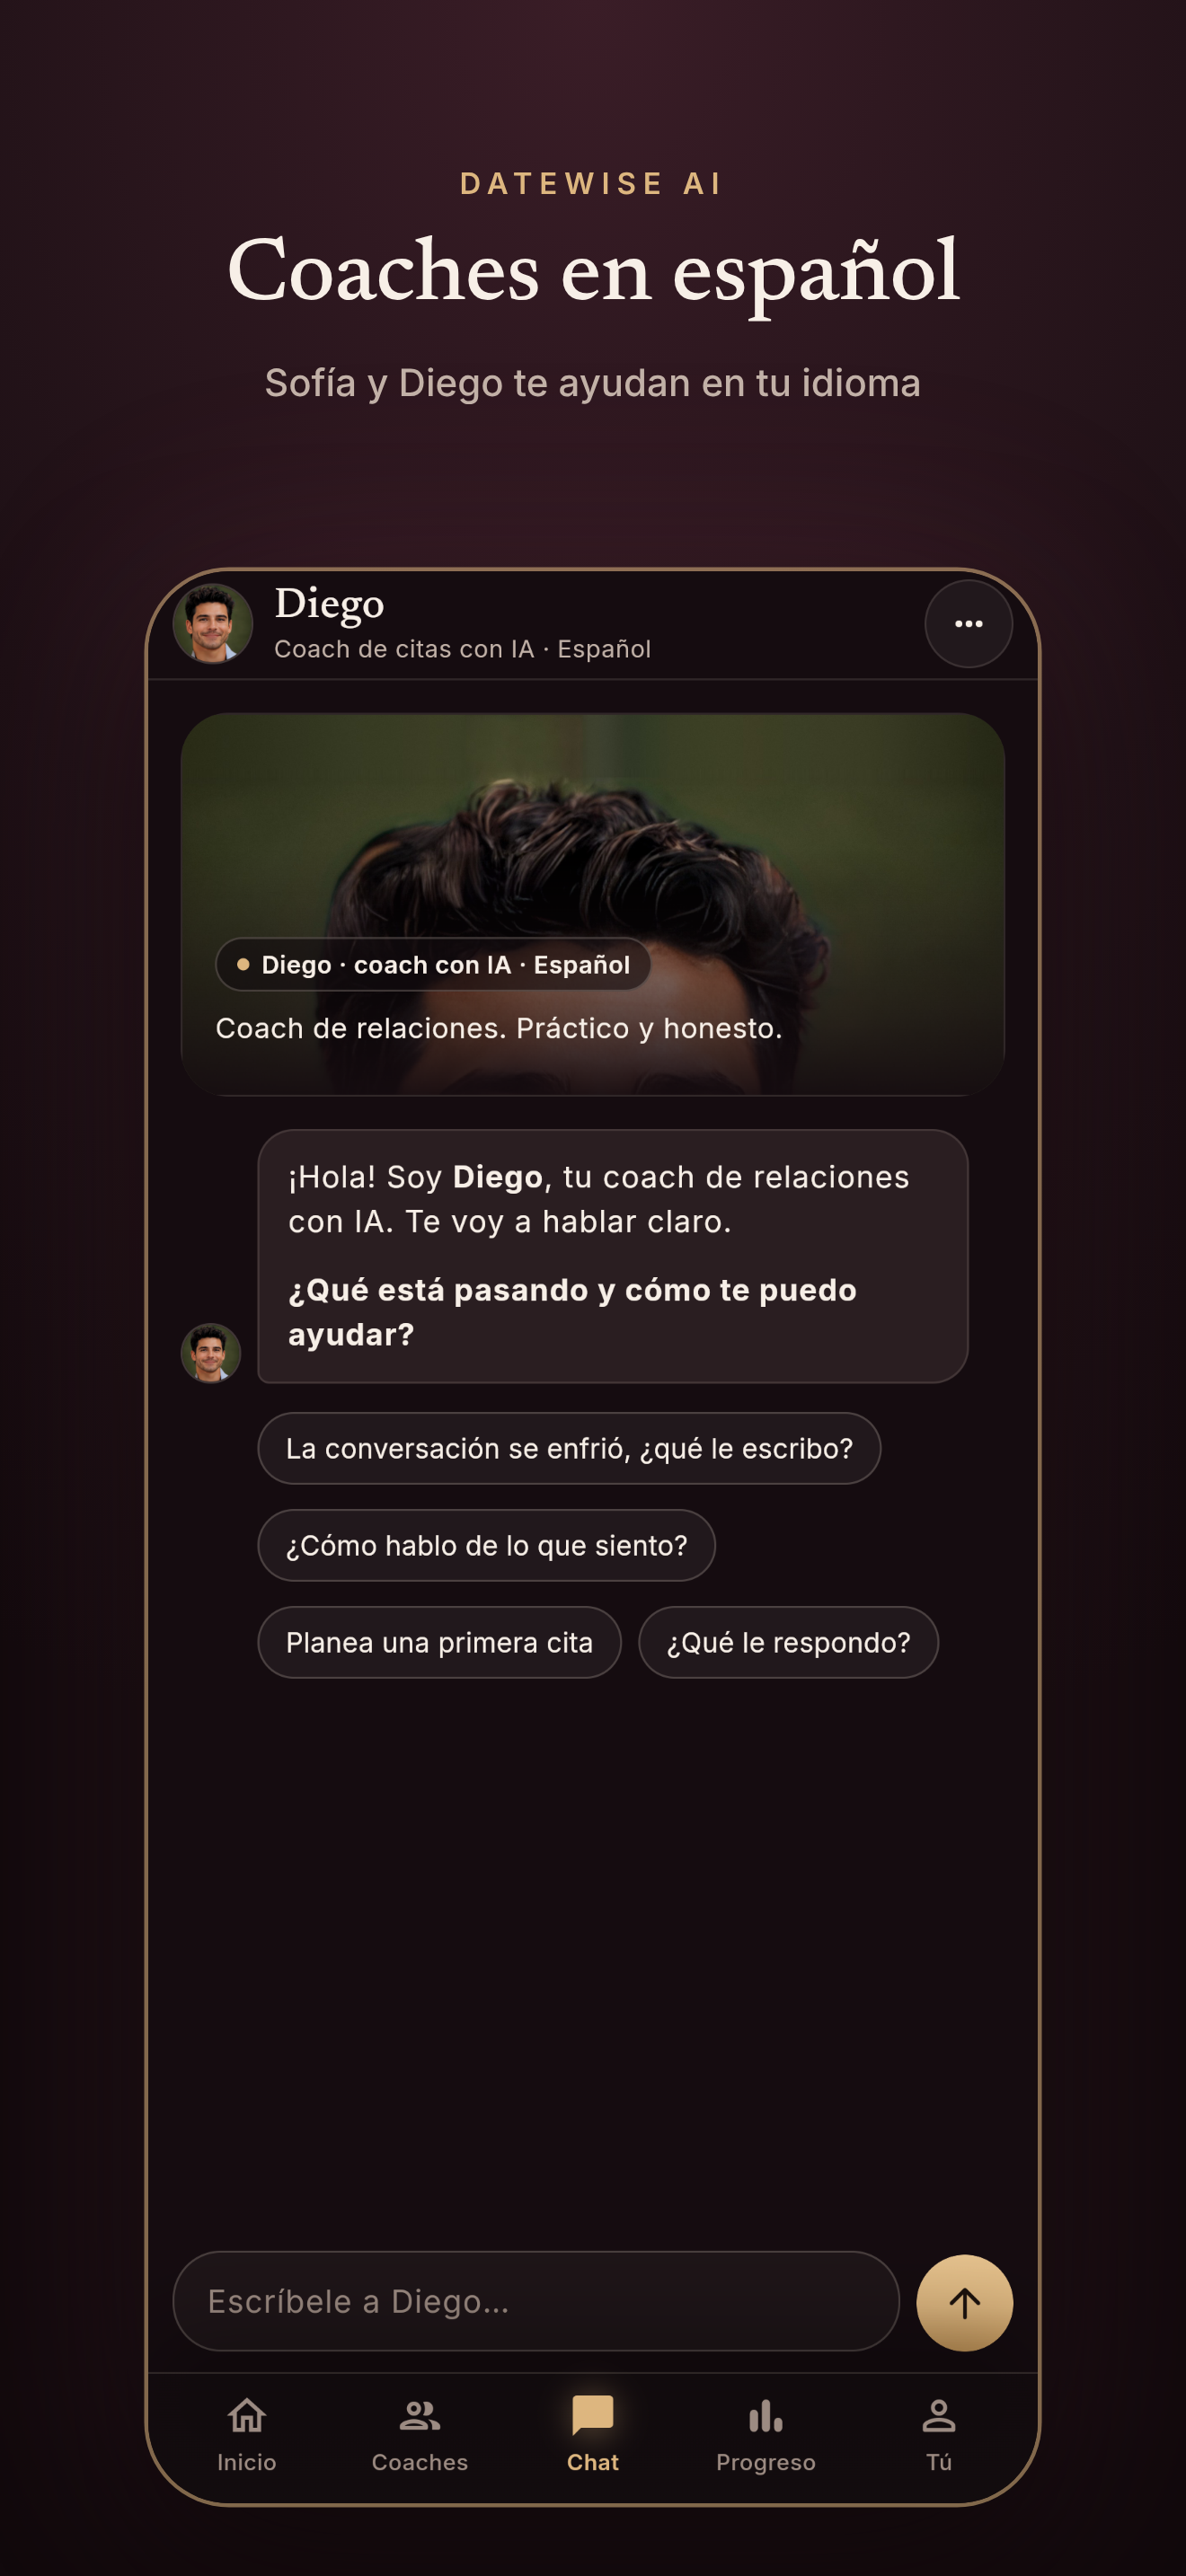 DATEWISE AI
Coaches en español
Sofía y Diego te ayudan en tu idioma
Diego
Coach de citas con IA · Español
Diego · coach con IA · Español
Coach de relaciones. Práctico y honesto.
¡Hola! Soy Diego, tu coach de relaciones
con IA. Te voy a hablar claro.
¿Qué está pasando y cómo te puedo
ayudar?
La conversación se enfrió, ¿qué le escribo?
¿Cómo hablo de lo que siento?
Planea una primera cita
¿Qué le respondo?
Escríbele a Diego...
Inicio
Coaches
Chat
Progreso
Tú